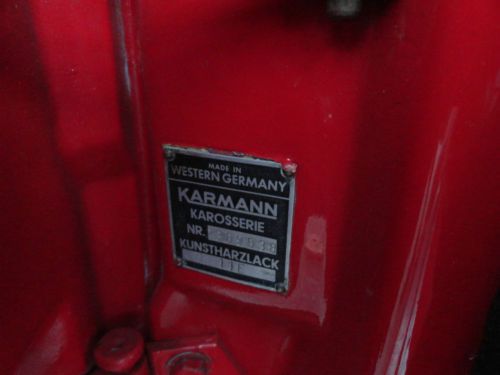 MADE IN
WESTERN GERMANY
KARMANN
KAROSSERIE
NR.
KUNSTHARZLACK